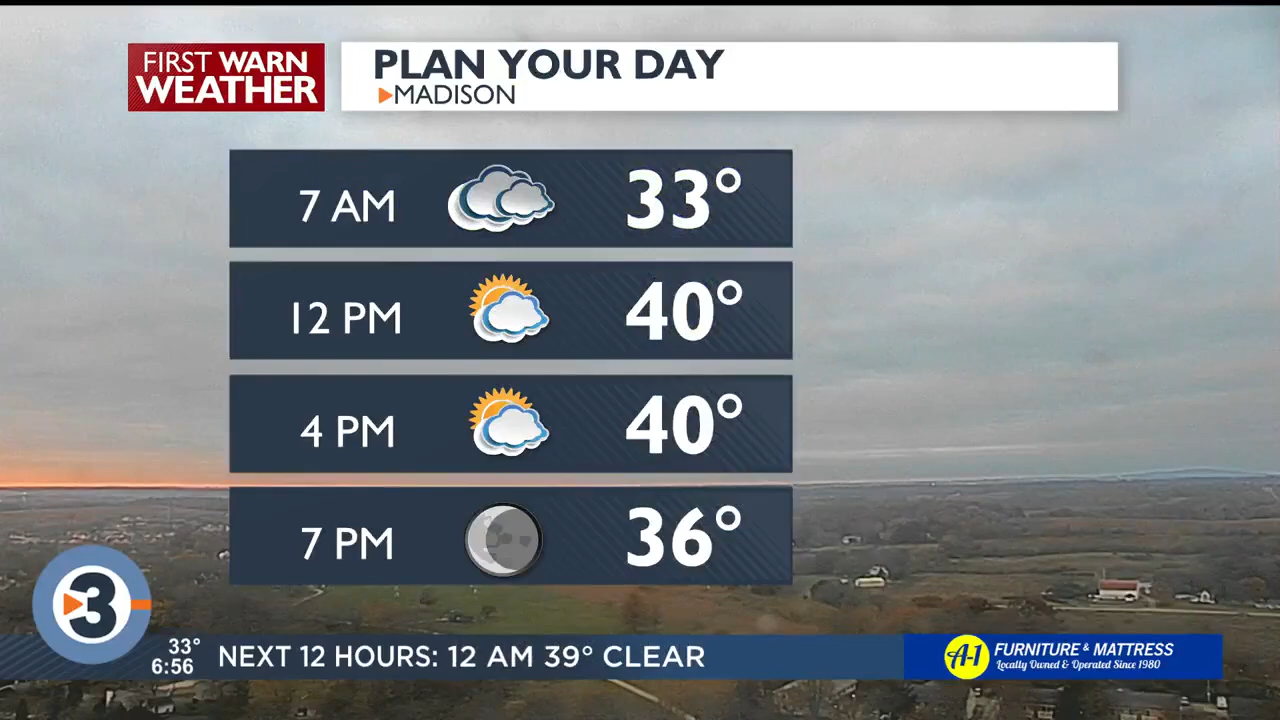 FIRST WARN
WEATHER
PLAN YOUR DAY
MADISON
7 AM 33°
12 PM 40°
4 PM 40°
7 PM 36°
3
33°
6:56
NEXT 12 HOURS: 12 AM 39° CLEAR
A-1 FURNITURE & MATTRESS
Locally Owned & Operated Since 1980